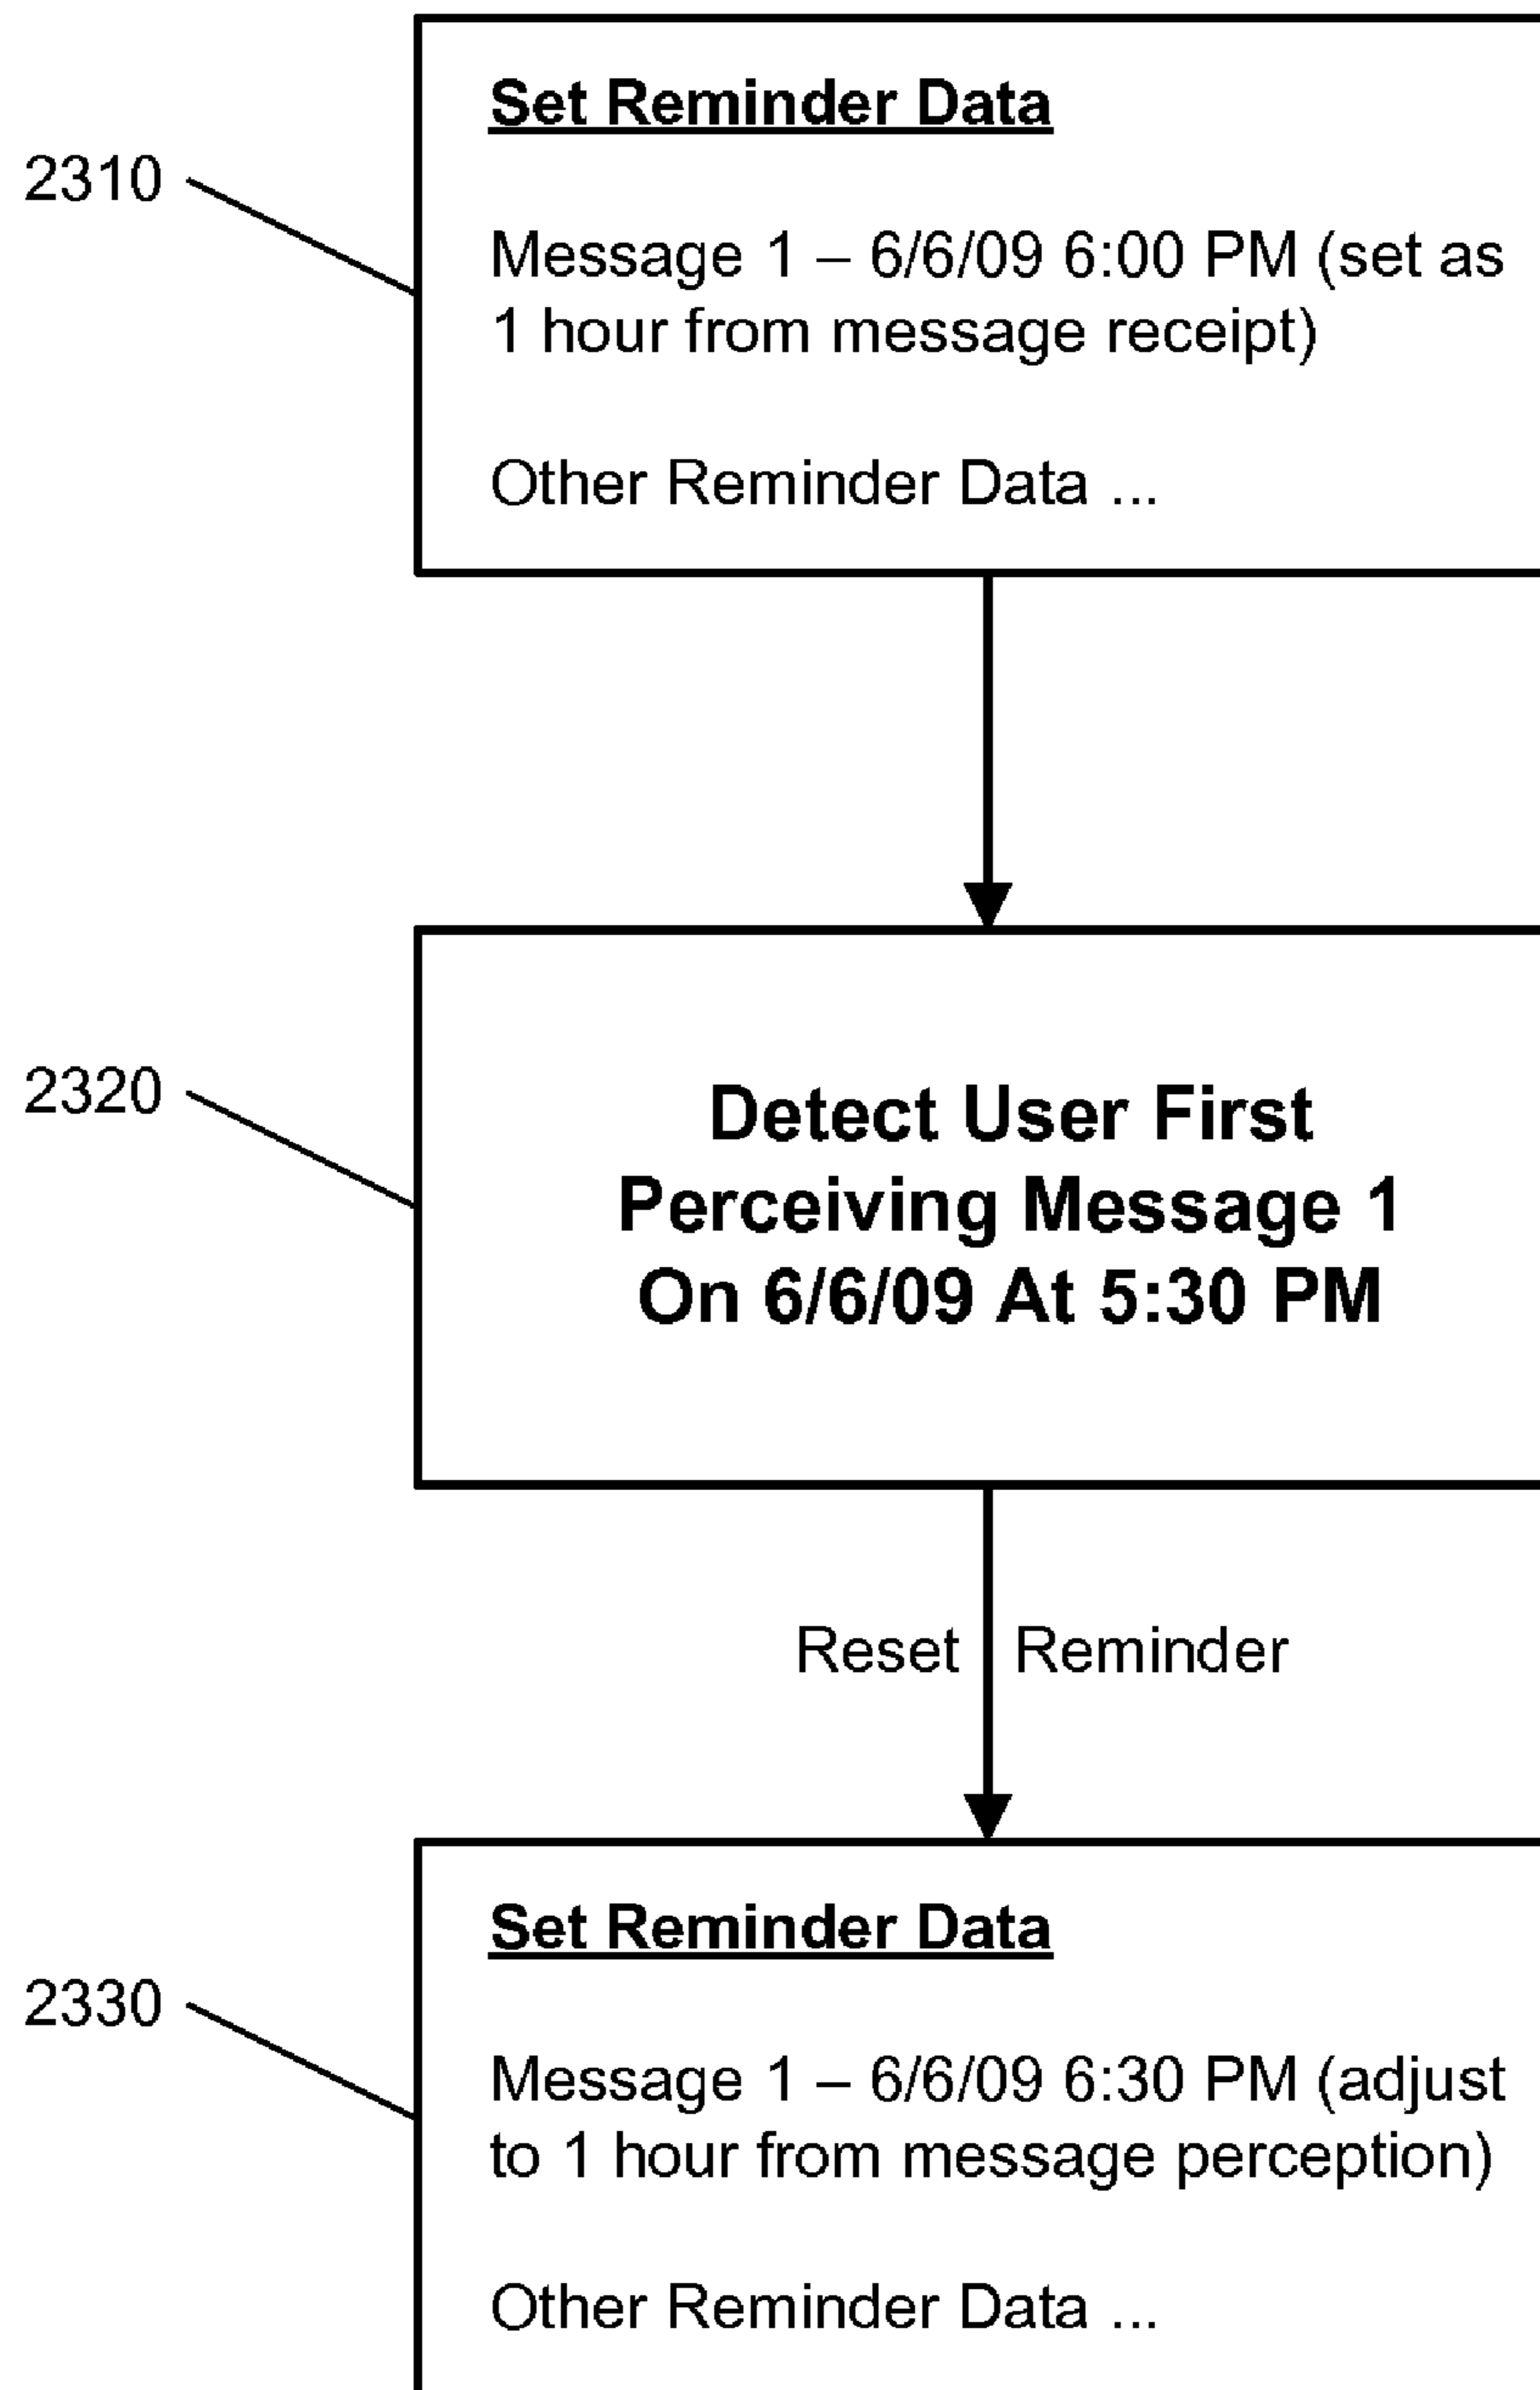 Set Reminder Data
2310
Message 1 – 6/6/09 6:00 PM (set as
1 hour from message receipt)
Other Reminder Data ...
2320
Detect User First
Perceiving Message 1
On 6/6/09 At 5:30 PM
Reset Reminder
Set Reminder Data
2330
Message 1 – 6/6/09 6:30 PM (adjust
to 1 hour from message perception)
Other Reminder Data ...